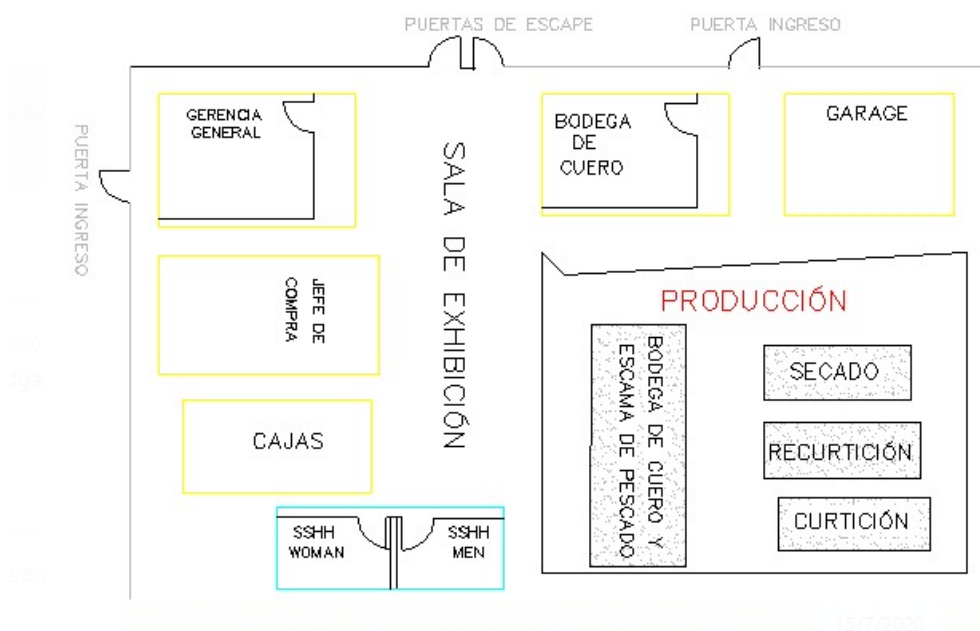 PUERTAS DE ESCAPE
PUERTA INGRESO
PUERTA INGRESO
GERENCIA
GENERAL
SALA DE EXHIBICIÓN
BODEGA
DE
CUERO
GARAGE
JEFE DE
COMPRA
CAJAS
SSHH
WOMAN
SSHH
MEN
PRODUCCIÓN
BODEGA DE CUERO Y
ESCAMA DE PESCADO
SECADO
RECURTICIÓN
CURTICIÓN
15/7/2020